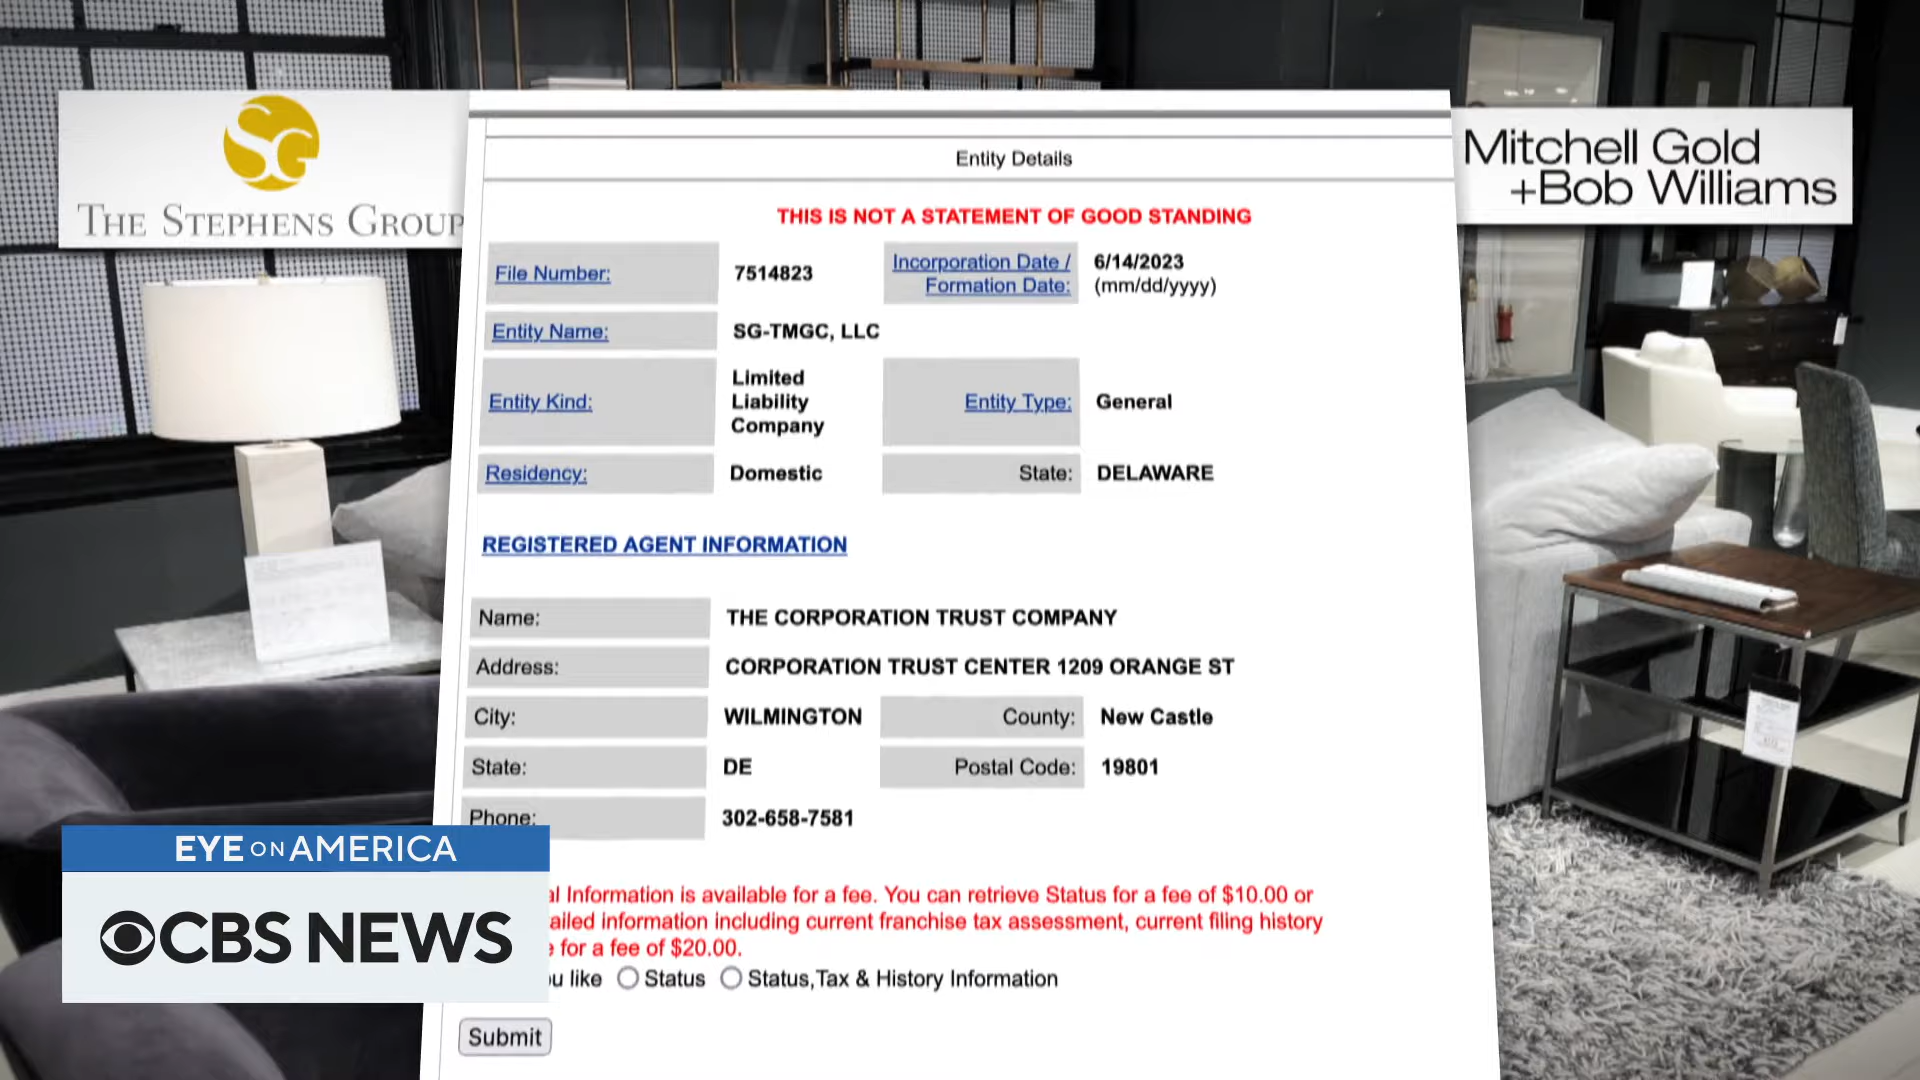 SG
THE STEPHENS GROUP
Mitchell Gold
+Bob Williams
Entity Details
THIS IS NOT A STATEMENT OF GOOD STANDING
File Number: 7514823 Incorporation Date / Formation Date: 6/14/2023 (mm/dd/yyyy)
Entity Name: SG-TMGC, LLC
Entity Kind: Limited Liability Company Entity Type: General
Residency: Domestic State: DELAWARE
REGISTERED AGENT INFORMATION
Name: THE CORPORATION TRUST COMPANY
Address: CORPORATION TRUST CENTER 1209 ORANGE ST
City: WILMINGTON County: New Castle
State: DE Postal Code: 19801
Phone: 302-658-7581
al Information is available for a fee. You can retrieve Status for a fee of $10.00 or
ailed information including current franchise tax assessment, current filing history
for a fee of $20.00.
u like Status Status,Tax & History Information
Submit
EYE ON AMERICA
CBS NEWS